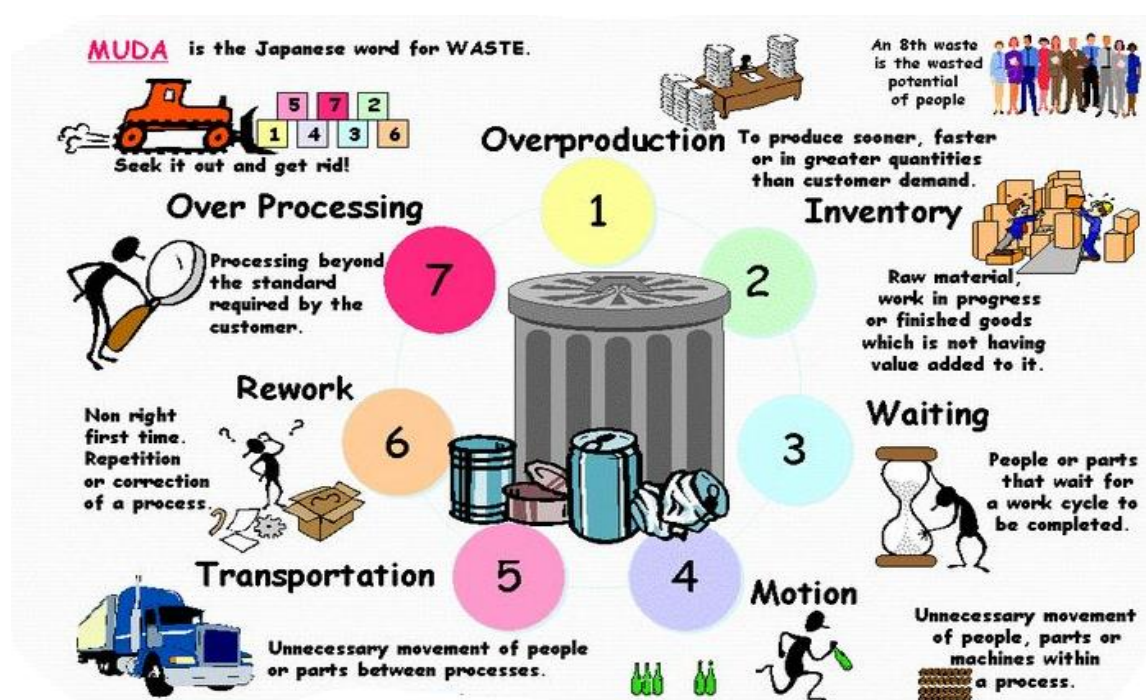 MUDA is the Japanese word for WASTE.
5 7 2
1 4 3 6
Seek it out and get rid!
An 8th waste
is the wasted
potential
of people
Overproduction
To produce sooner, faster
or in greater quantities
than customer demand.
1
Inventory
2
Raw material,
work in progress
or finished goods
which is not having
value added to it.
Waiting
3
People or parts
that wait for
a work cycle to
be completed.
Motion
4
Unnecessary movement
of people, parts or
machines within
a process.
Transportation
5
Unnecessary movement of people
or parts between processes.
Rework
6
Non right
first time.
Repetition
or correction
of a process.
? ?
Over Processing
7
Processing beyond
the standard
required by the
customer.